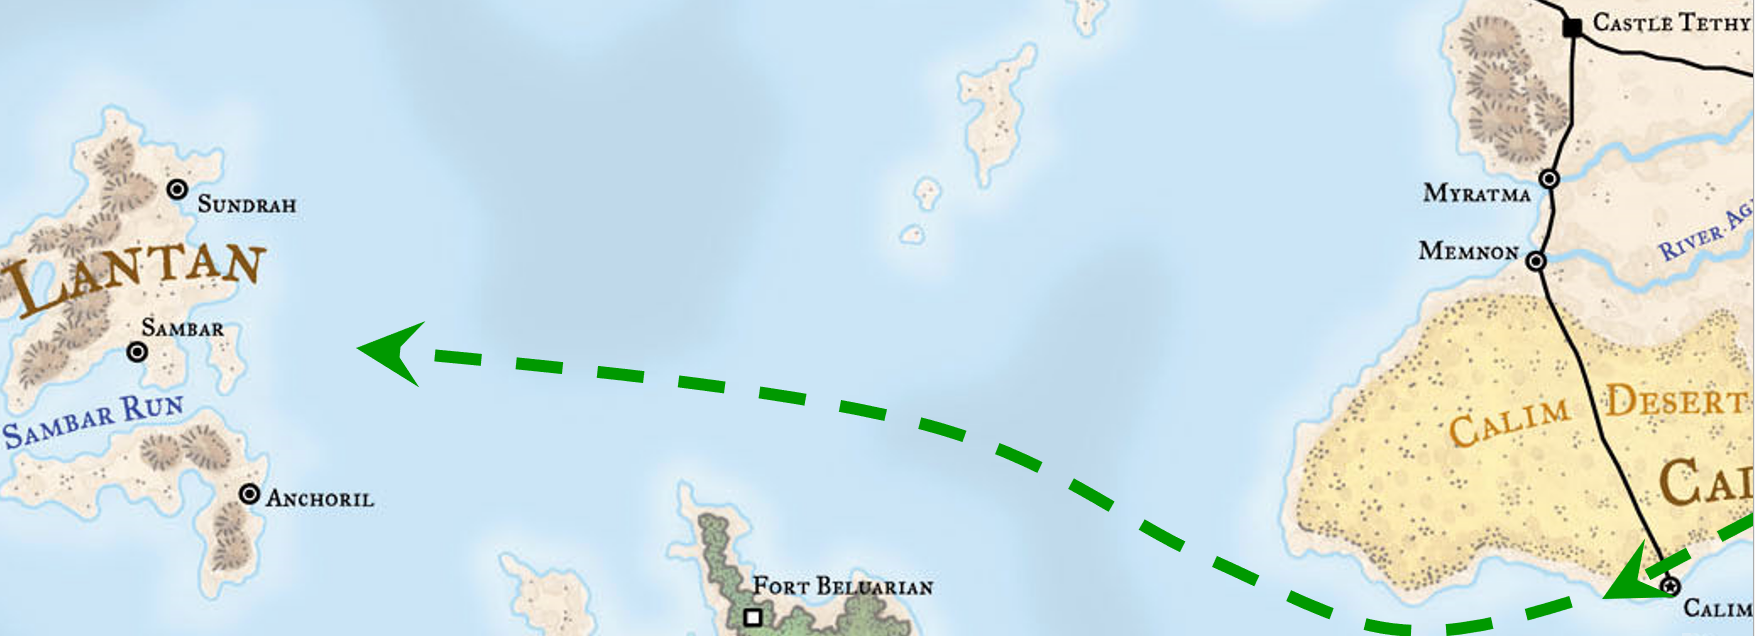 Castle Tethy
Sundrah
Myratma
River Ag
Memnon
Lantan
Sambar
Sambar Run
Calim Desert
Cal
Anchoril
Fort Beluarian
Calim